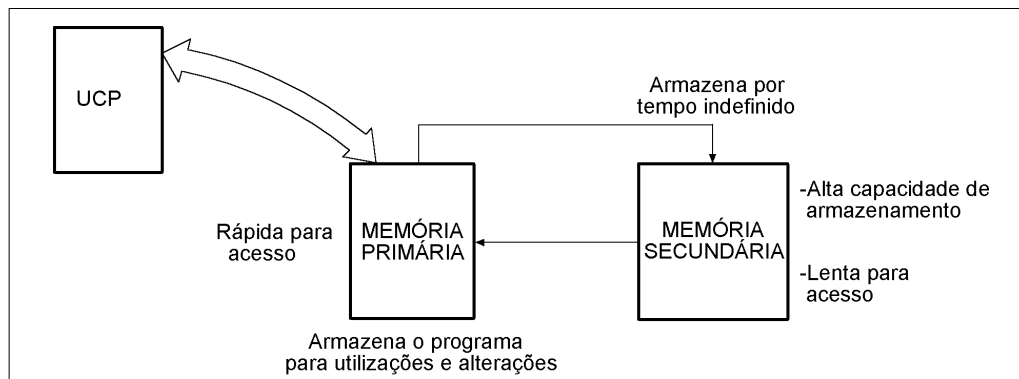 UCP
Armazena por
tempo indefinido
Rápida para
acesso
MEMÓRIA
PRIMÁRIA
MEMÓRIA
SECUNDÁRIA
-Alta capacidade de
armazenamento
-Lenta para
acesso
Armazena o programa
para utilizações e alterações